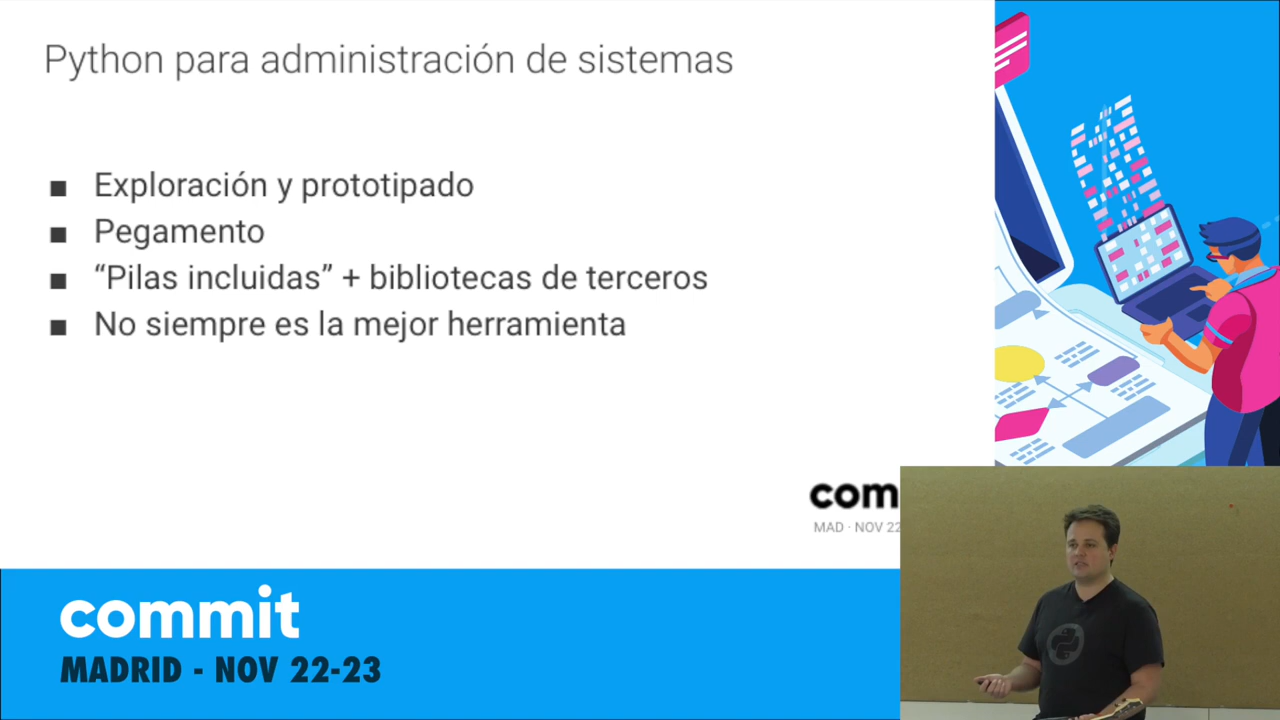 Python para administración de sistemas
■ Exploración y prototipado
■ Pegamento
■ “Pilas incluidas” + bibliotecas de terceros
■ No siempre es la mejor herramienta
com
MAD · NOV 22
commit
MADRID - NOV 22-23